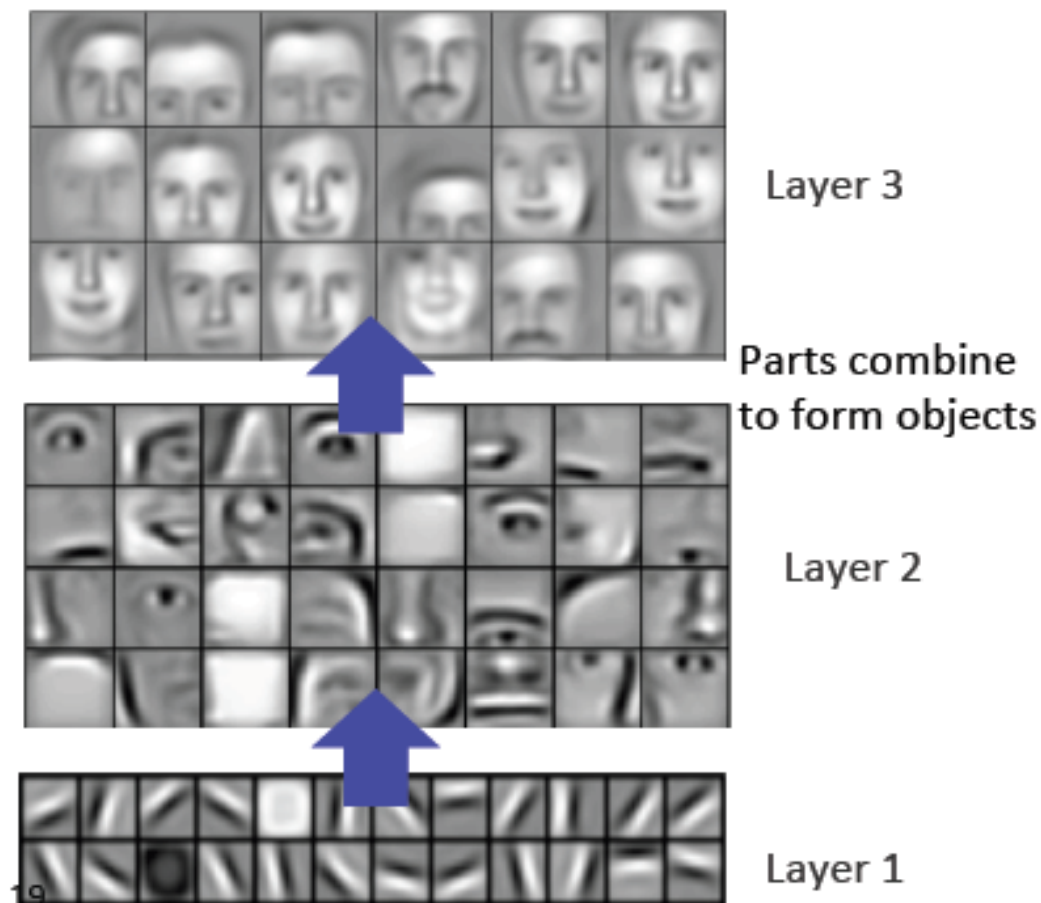 Layer 3
Parts combine
to form objects
Layer 2
Layer 1
19